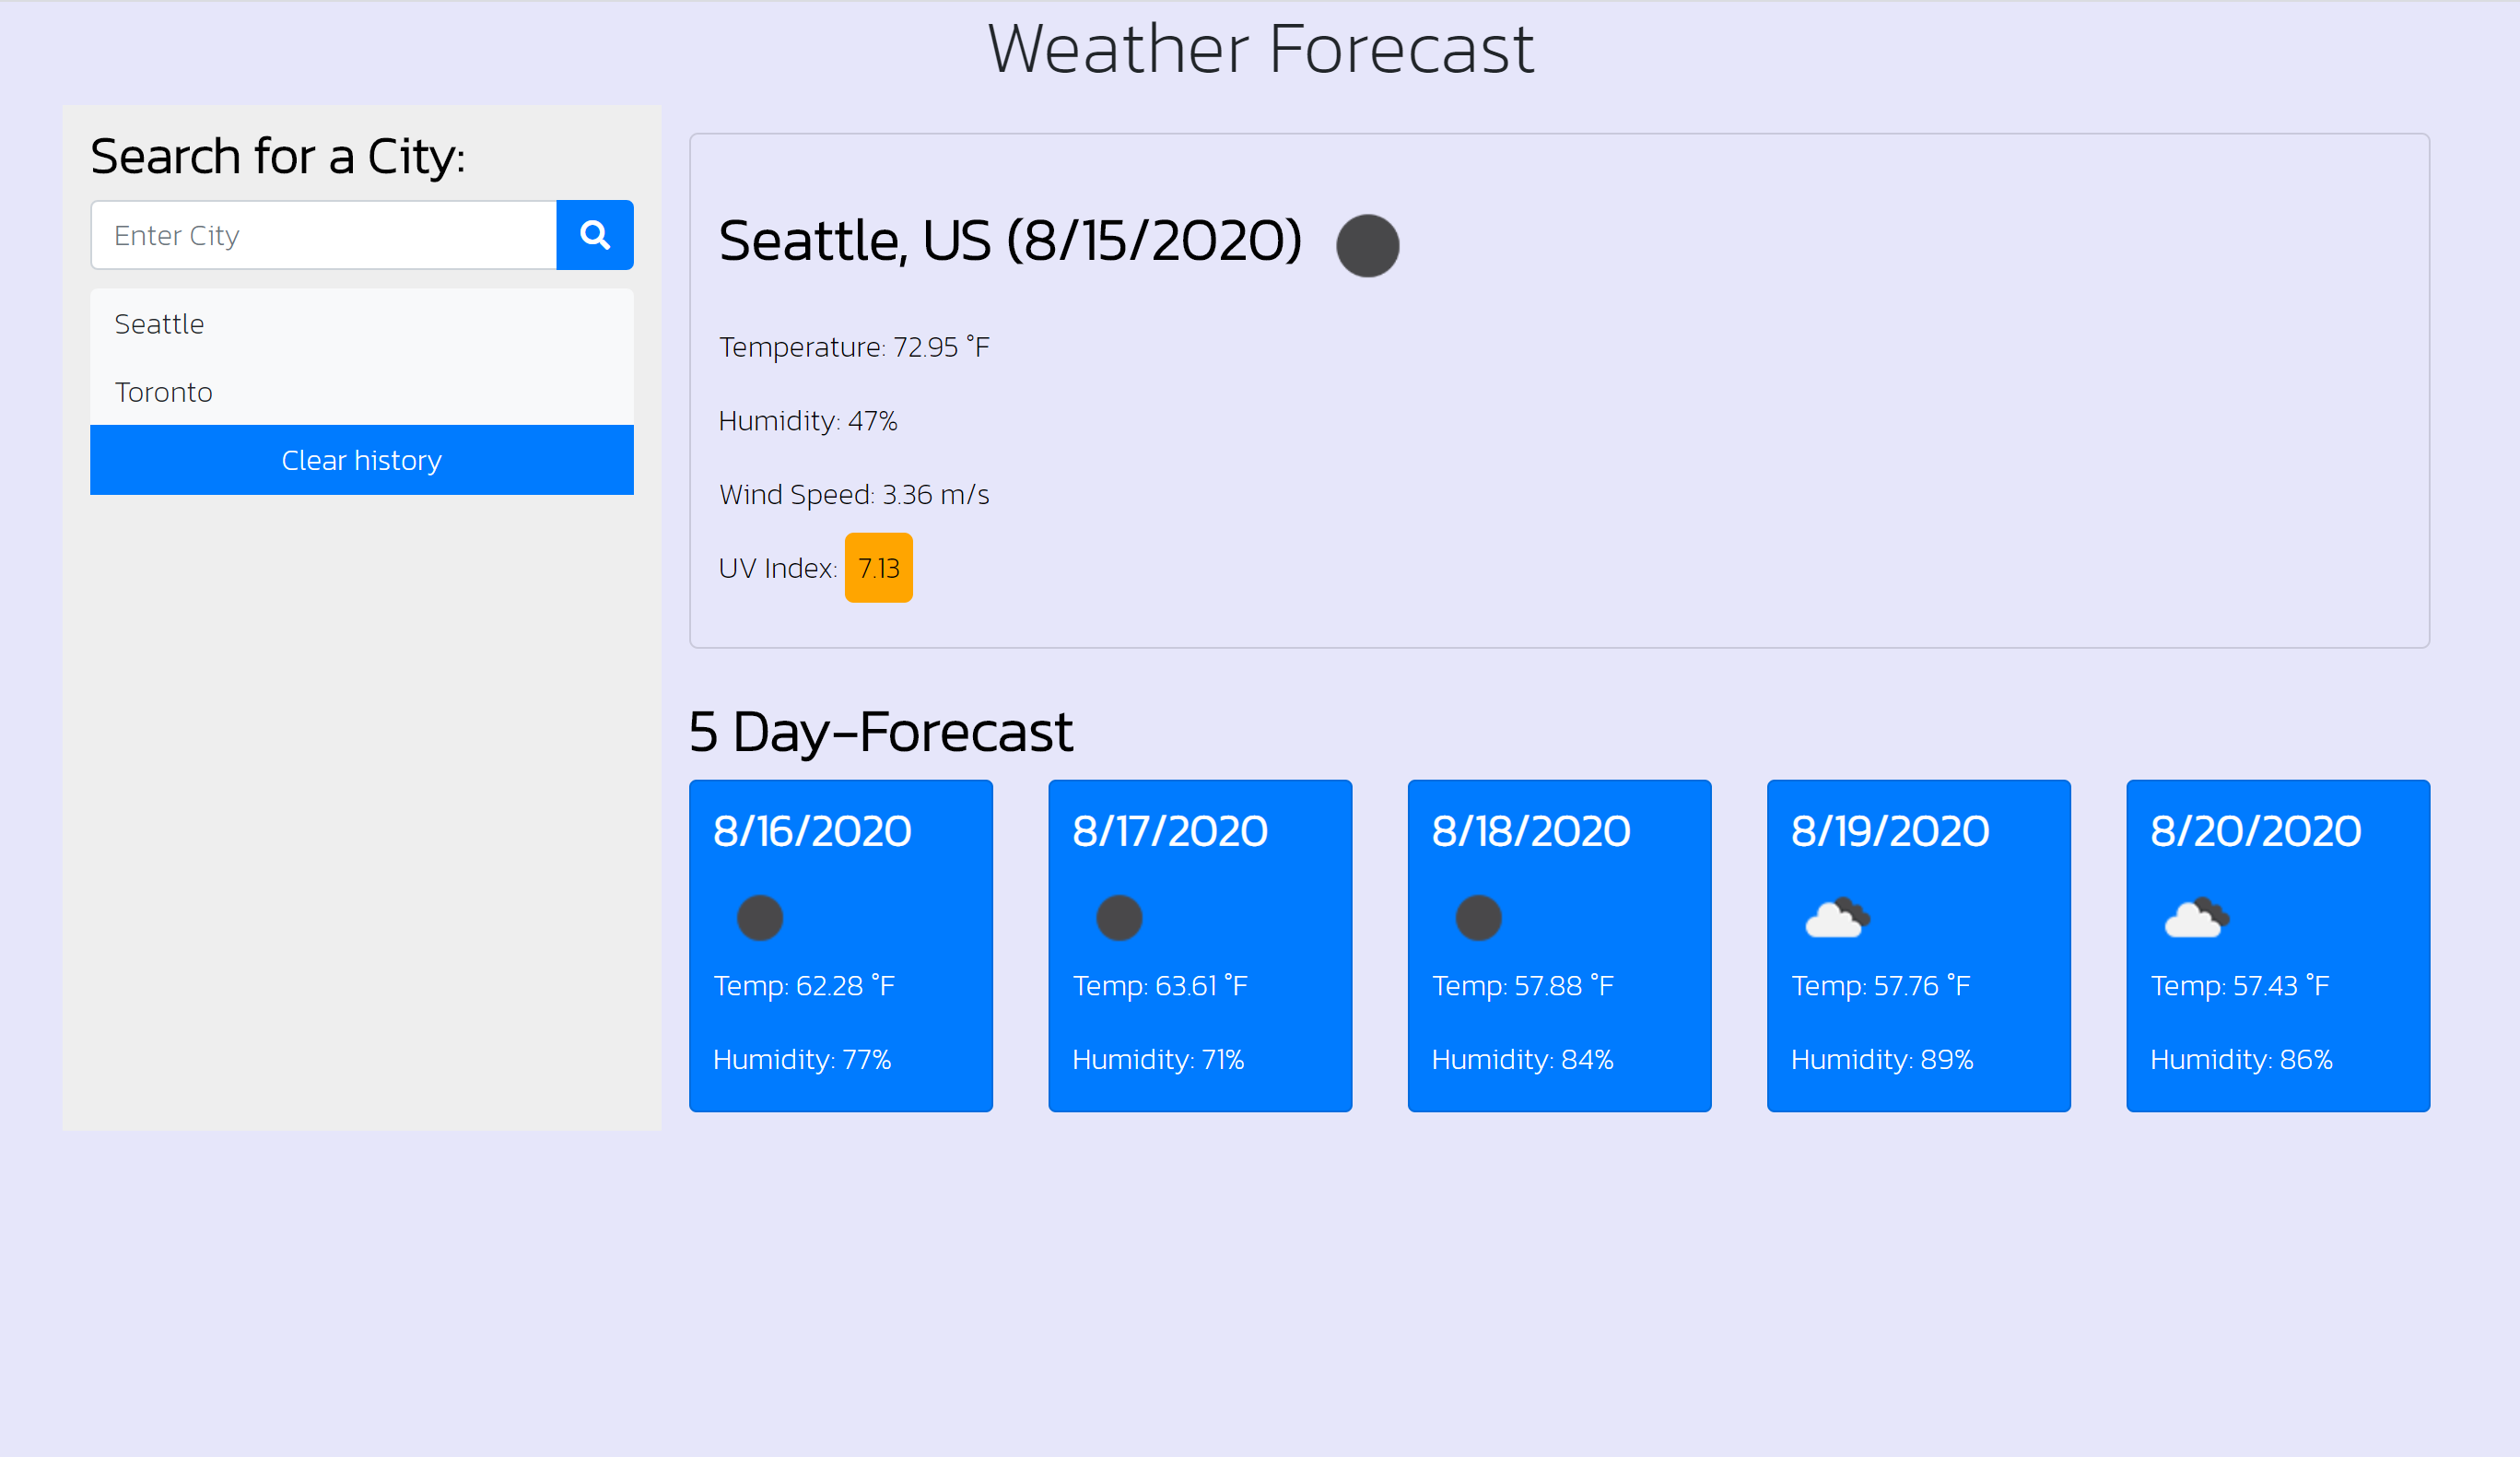 Weather Forecast
Search for a City:
Enter City
Seattle
Toronto
Clear history
Seattle, US (8/15/2020)
Temperature: 72.95 °F
Humidity: 47%
Wind Speed: 3.36 m/s
UV Index: 7.13
5 Day-Forecast
8/16/2020
Temp: 62.28 °F
Humidity: 77%
8/17/2020
Temp: 63.61 °F
Humidity: 71%
8/18/2020
Temp: 57.88 °F
Humidity: 84%
8/19/2020
Temp: 57.76 °F
Humidity: 89%
8/20/2020
Temp: 57.43 °F
Humidity: 86%